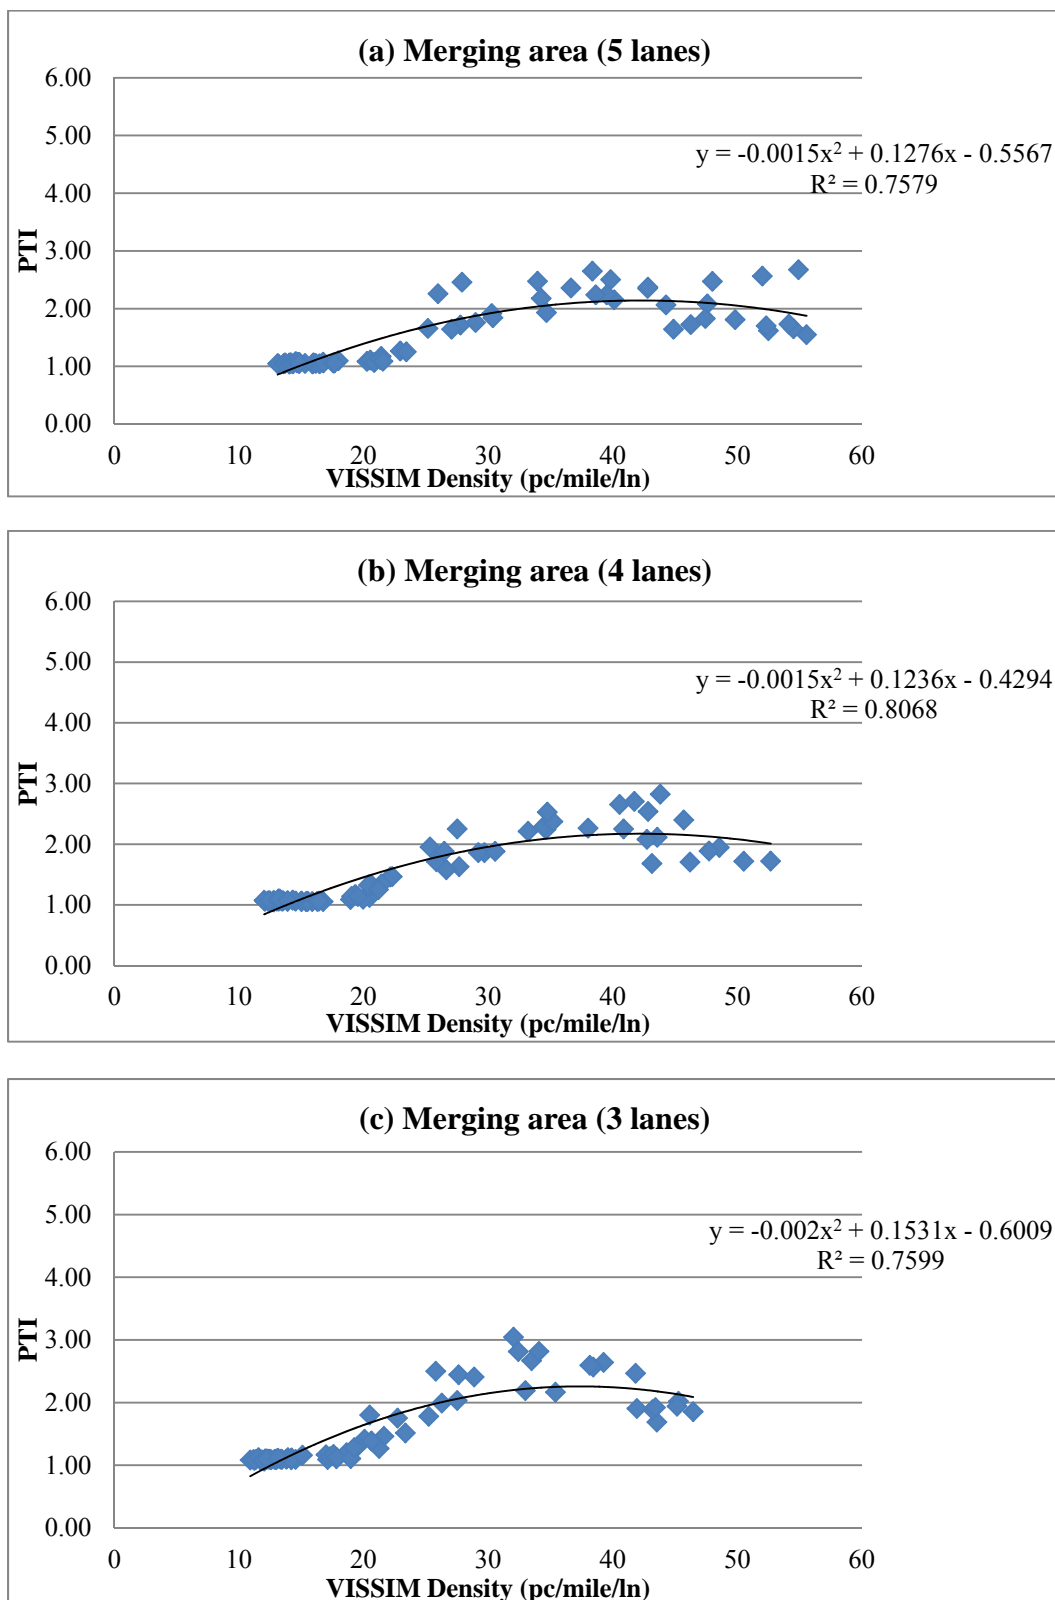 (a) Merging area (5 lanes)
6.00
5.00
y = -0.0015x² + 0.1276x - 0.5567
R² = 0.7579
4.00
3.00
PTI
2.00
1.00
0.00
0 10 20 30 40 50 60
VISSIM Density (pc/mile/ln)
(b) Merging area (4 lanes)
6.00
5.00
y = -0.0015x² + 0.1236x - 0.4294
R² = 0.8068
4.00
3.00
PTI
2.00
1.00
0.00
0 10 20 30 40 50 60
VISSIM Density (pc/mile/ln)
(c) Merging area (3 lanes)
6.00
5.00
y = -0.002x² + 0.1531x - 0.6009
R² = 0.7599
4.00
3.00
PTI
2.00
1.00
0.00
0 10 20 30 40 50 60
VISSIM Density (pc/mile/ln)